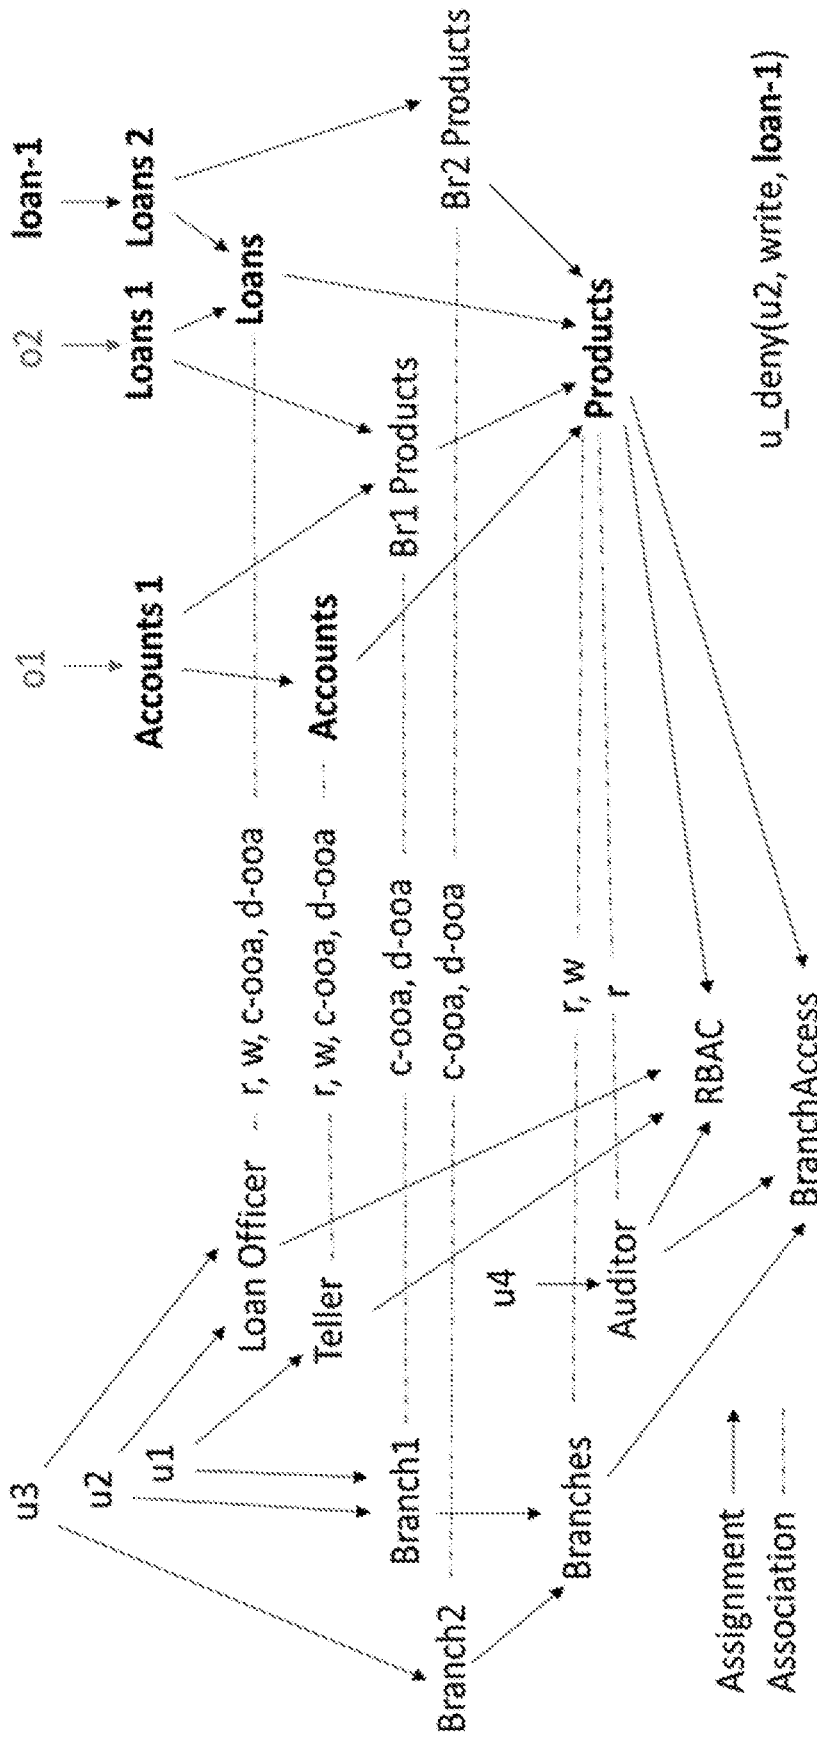 u3
o1
o2
loan-1
u2
u1
Accounts 1
Loans 1
Loans 2
Loan Officer
r, w, c-ooa, d-ooa
Loans
Teller
r, w, c-ooa, d-ooa
Accounts
Branch1
c-ooa, d-ooa
Br1 Products
Branch2
c-ooa, d-ooa
Br2 Products
u4
Branches
r, w
Products
Auditor
r
RBAC
Assignment
Association
BranchAccess
u_deny(u2, write, loan-1)